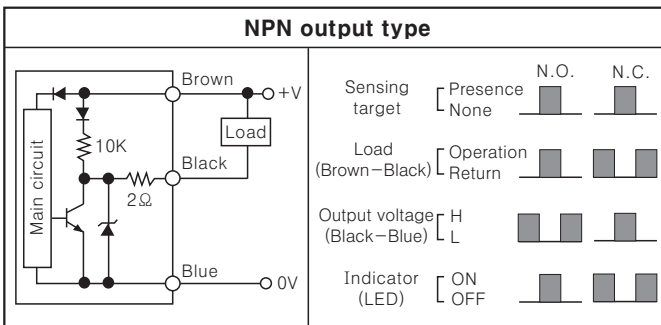 NPN output type
Brown
+V
Load
10K
Black
2Ω
Main circuit
Blue
0V
N.O. N.C.
Sensing target Presence None
Load (Brown−Black) Operation Return
Output voltage (Black−Blue) H L
Indicator (LED) ON OFF